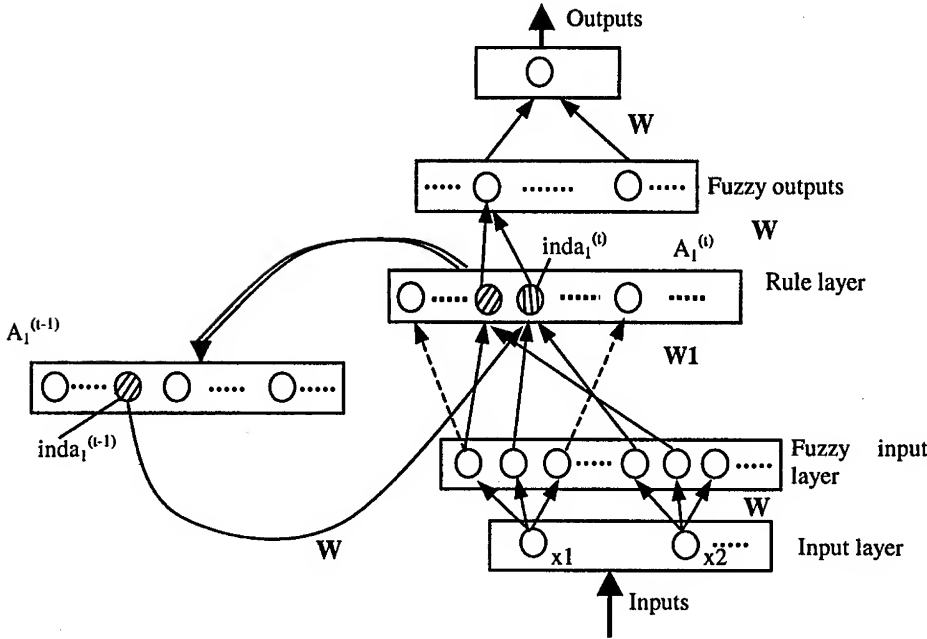 Outputs
W
Fuzzy outputs
W
inda₁⁽ᵗ⁾
A₁⁽ᵗ⁾
Rule layer
A₁⁽ᵗ⁻¹⁾
W1
inda₁⁽ᵗ⁻¹⁾
Fuzzy input
layer
W
W
x1
x2
Input layer
Inputs